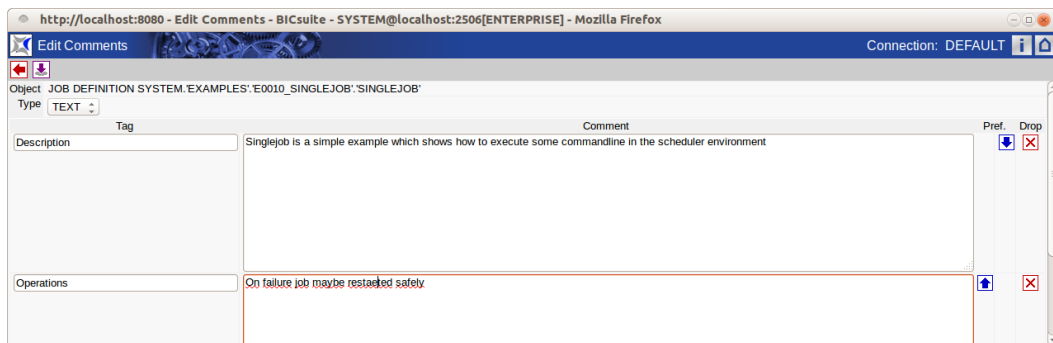 http://localhost:8080 - Edit Comments - BICsuite - SYSTEM@localhost:2506[ENTERPRISE] - Mozilla Firefox
Edit Comments Connection: DEFAULT i
Object JOB DEFINITION SYSTEM.'EXAMPLES'.'E0010_SINGLEJOB'.'SINGLEJOB'
Type TEXT
Tag Comment Pref. Drop
Description Singlejob is a simple example which shows how to execute some commandline in the scheduler environment
Operations On failure job maybe restaeted safely